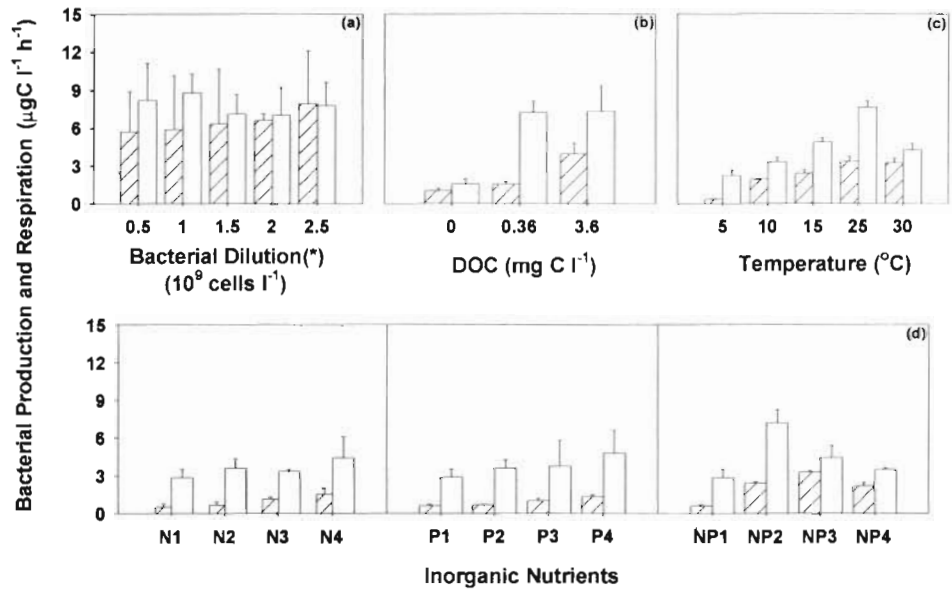 Bacterial Production and Respiration (µgC l⁻¹ h⁻¹)
15
12
9
6
3
0
(a)
0.5 1 1.5 2 2.5
Bacterial Dilution(*)
(10⁹ cells l⁻¹)
(b)
0 0.36 3.6
DOC (mg C l⁻¹)
(c)
5 10 15 25 30
Temperature (°C)
15
12
9
6
3
0
(d)
N1 N2 N3 N4 P1 P2 P3 P4 NP1 NP2 NP3 NP4
Inorganic Nutrients